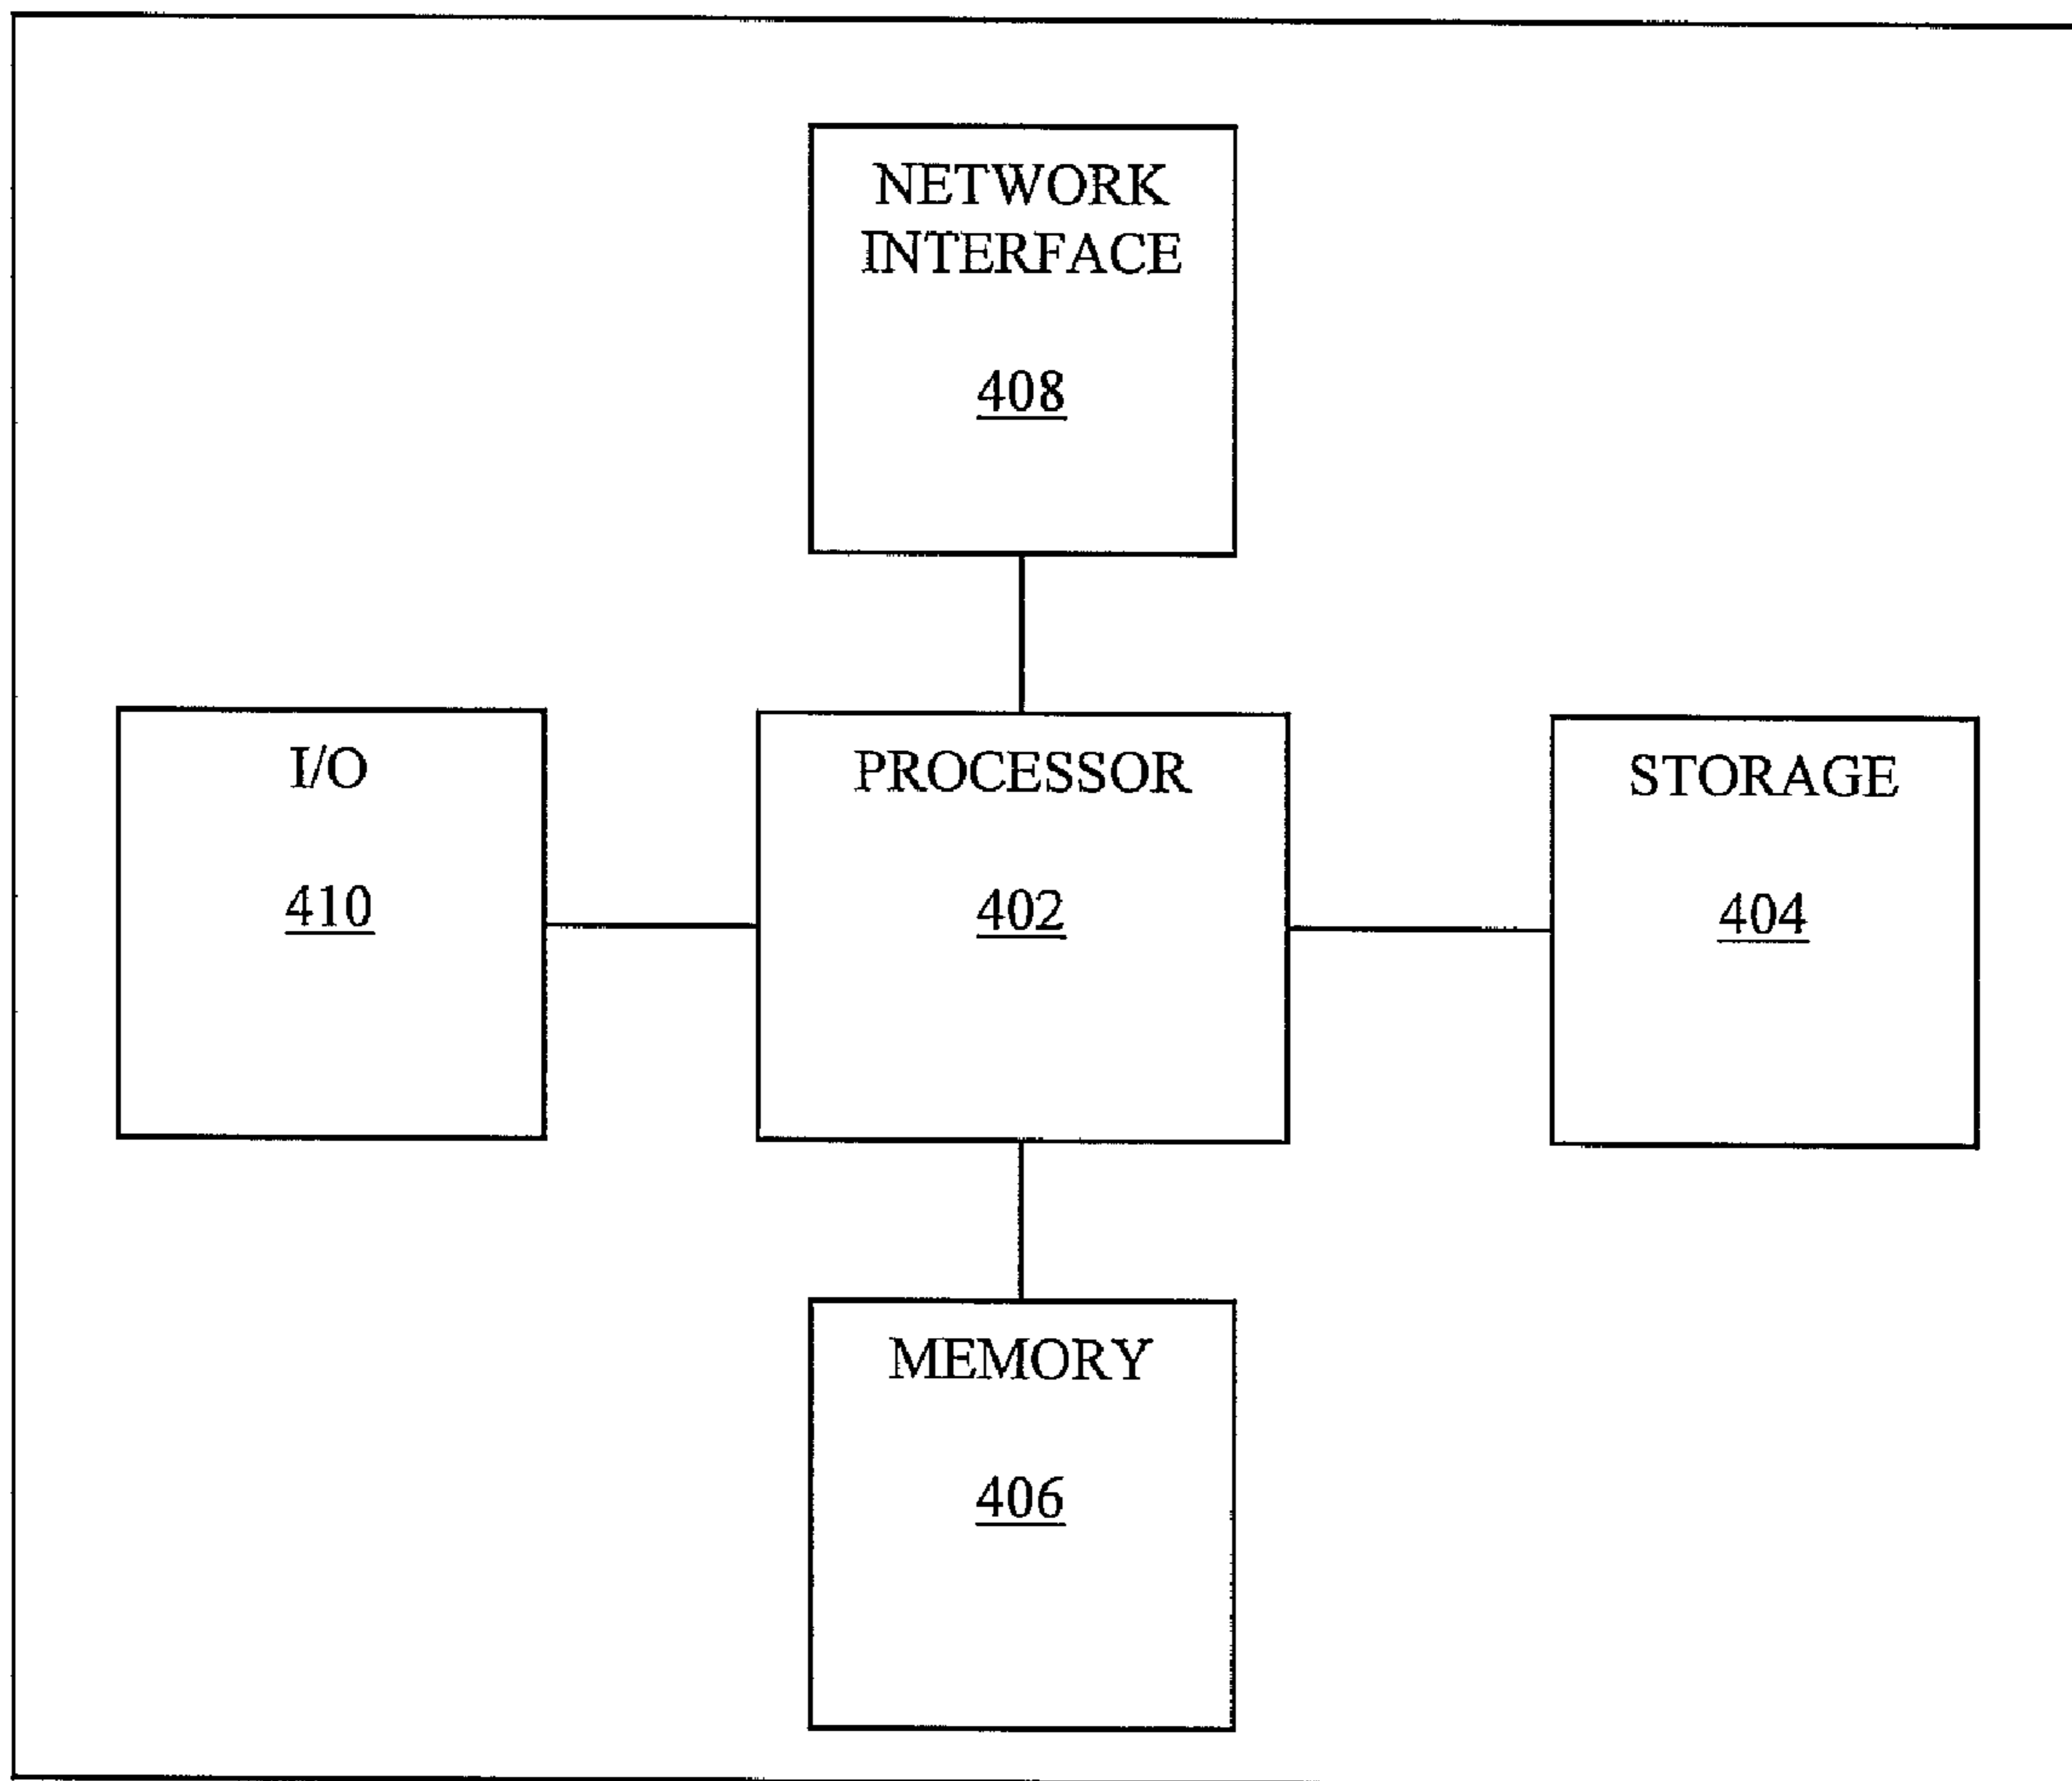 NETWORK
INTERFACE
408
I/O
410
PROCESSOR
402
STORAGE
404
MEMORY
406